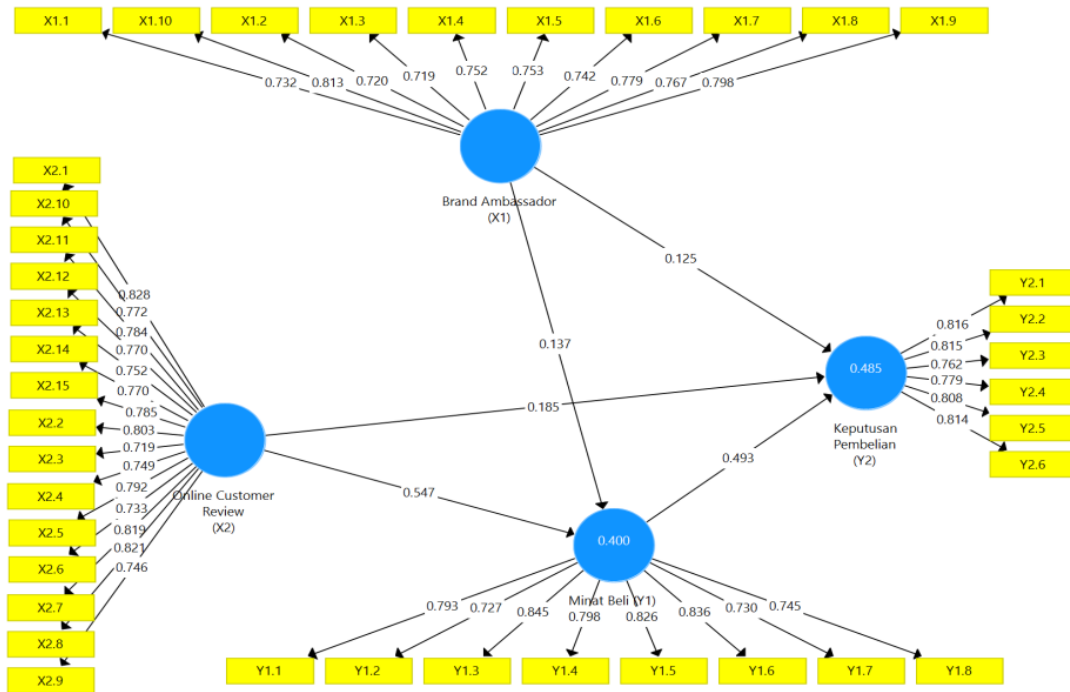 X1.1 X1.10 X1.2 X1.3 X1.4 X1.5 X1.6 X1.7 X1.8 X1.9
0.732 0.813 0.720 0.719 0.752 0.753 0.742 0.779 0.767 0.798
Brand Ambassador
(X1)
X2.1
X2.10
X2.11
X2.12
X2.13
X2.14
X2.15
X2.2
X2.3
X2.4
X2.5
X2.6
X2.7
X2.8
X2.9
0.828
0.772
0.784
0.770
0.752
0.770
0.785
0.803
0.719
0.749
0.792
0.733
0.819
0.821
0.746
Online Customer
Review
(X2)
0.125
0.137
0.185
0.547
0.493
0.485
Keputusan
Pembelian
(Y2)
0.816
0.815
0.762
0.779
0.808
0.814
Y2.1
Y2.2
Y2.3
Y2.4
Y2.5
Y2.6
0.400
Minat Beli (Y1)
0.793 0.727 0.845 0.798 0.826 0.836 0.730 0.745
Y1.1 Y1.2 Y1.3 Y1.4 Y1.5 Y1.6 Y1.7 Y1.8